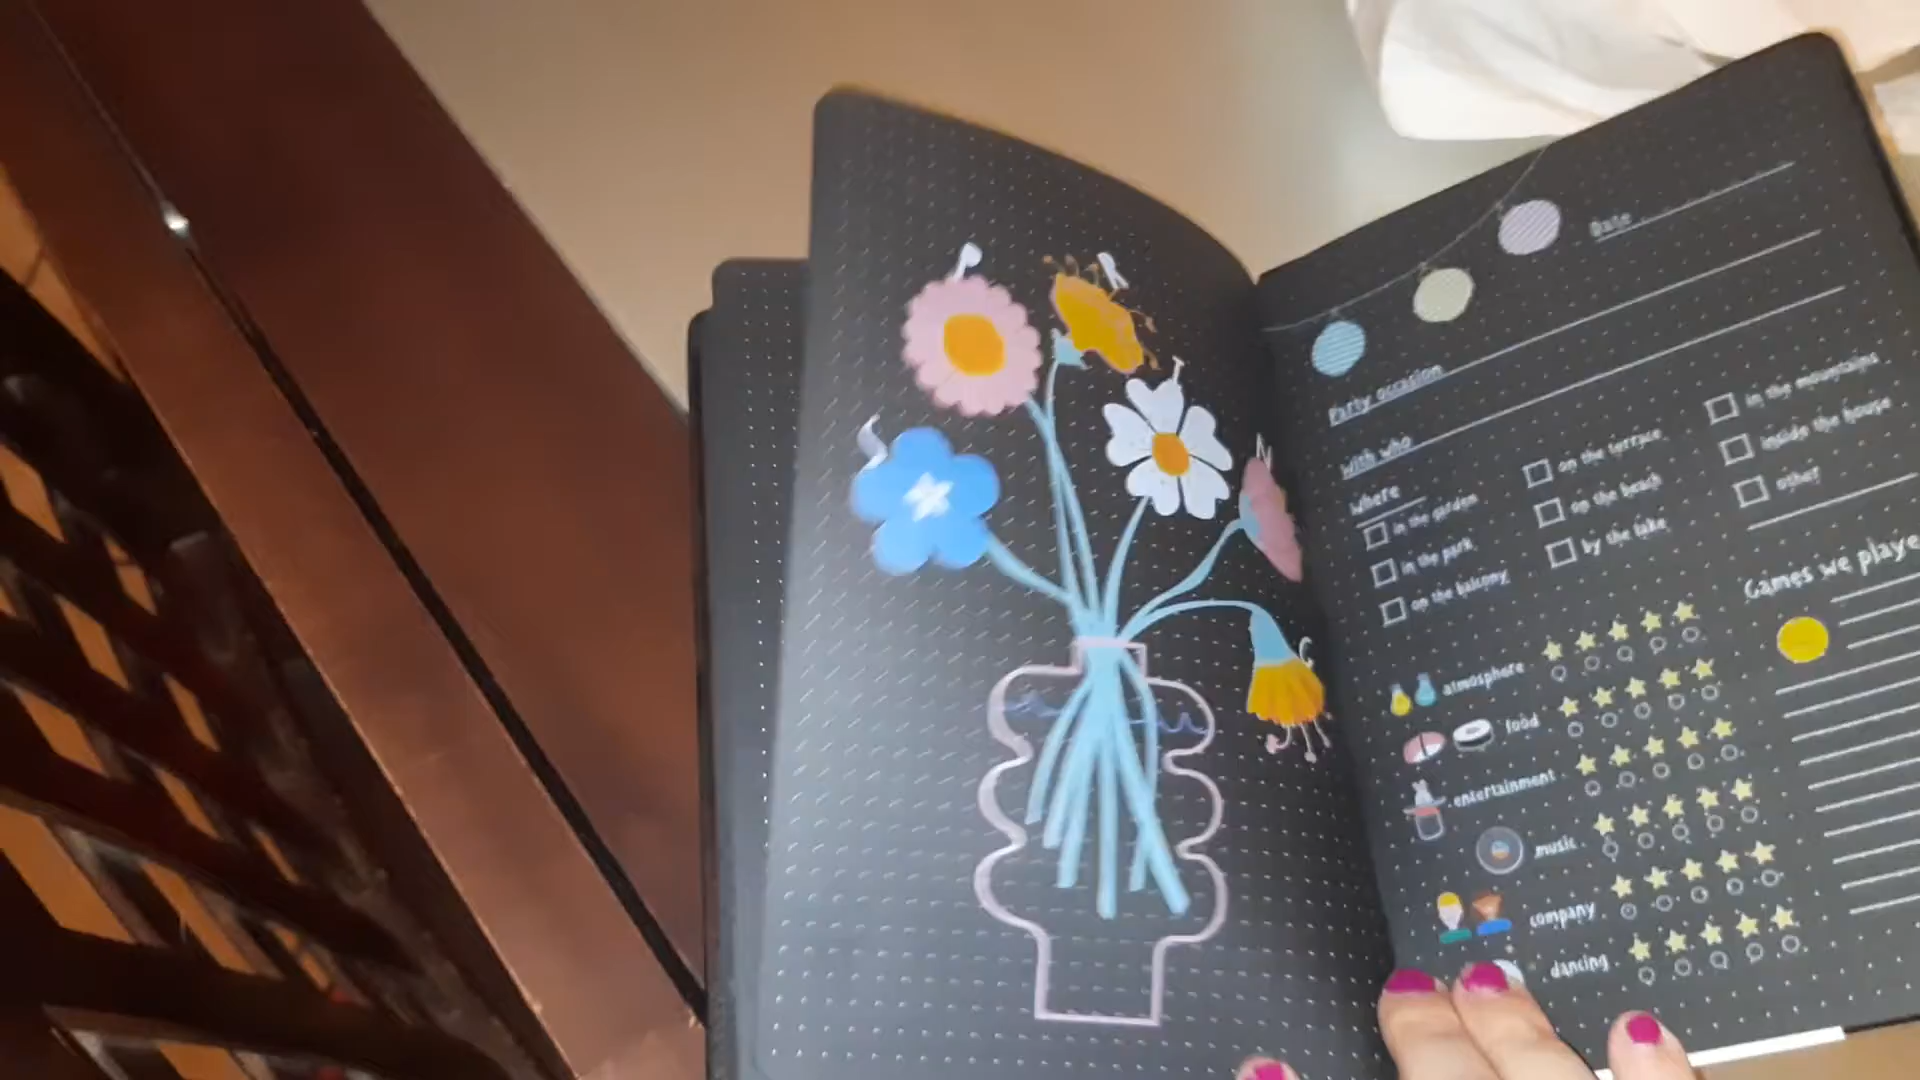 Date
Party occasion
With who
Where
in the garden
in the park
on the balcony
on the terrace
on the beach
by the lake
in the mountains
inside the house
other
Games we playe
atmosphere
food
entertainment
music
company
dancing